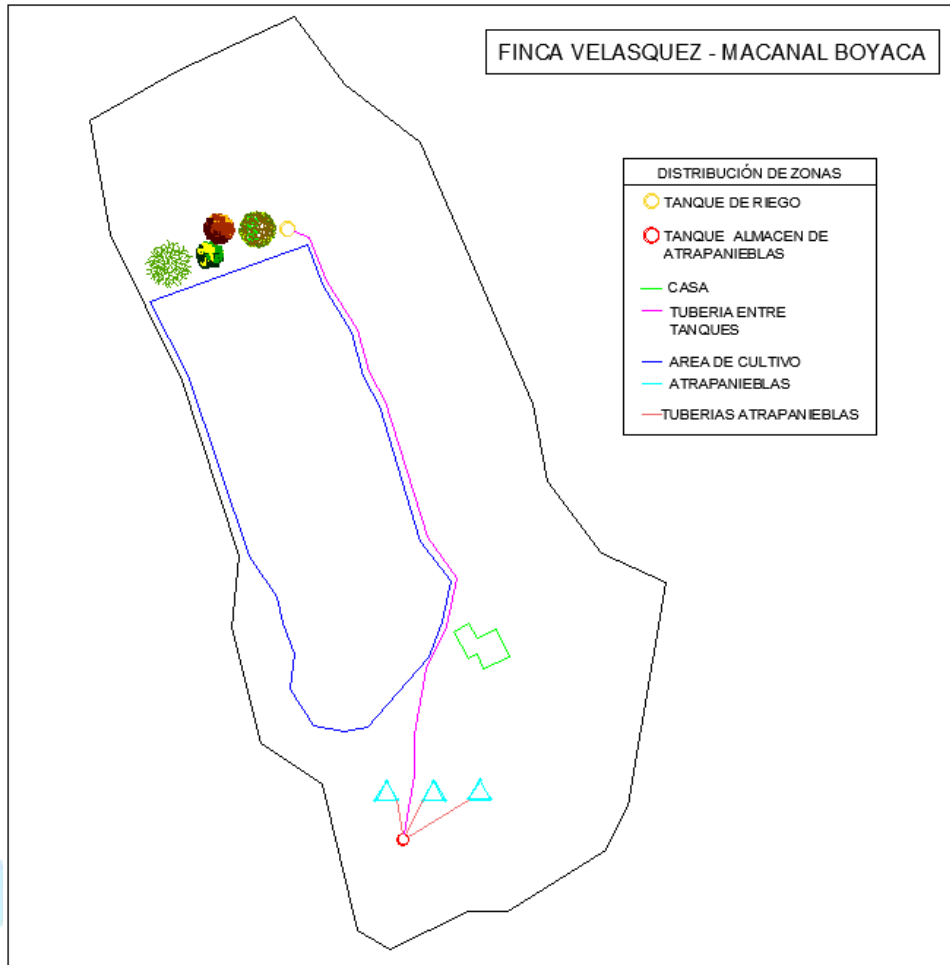 FINCA VELASQUEZ - MACANAL BOYACA
DISTRIBUCIÓN DE ZONAS
TANQUE DE RIEGO
TANQUE ALMACÉN DE
ATRAPANIEBLAS
CASA
TUBERIA ENTRE
TANQUES
AREA DE CULTIVO
ATRAPANIEBLAS
TUBERIAS ATRAPANIEBLAS